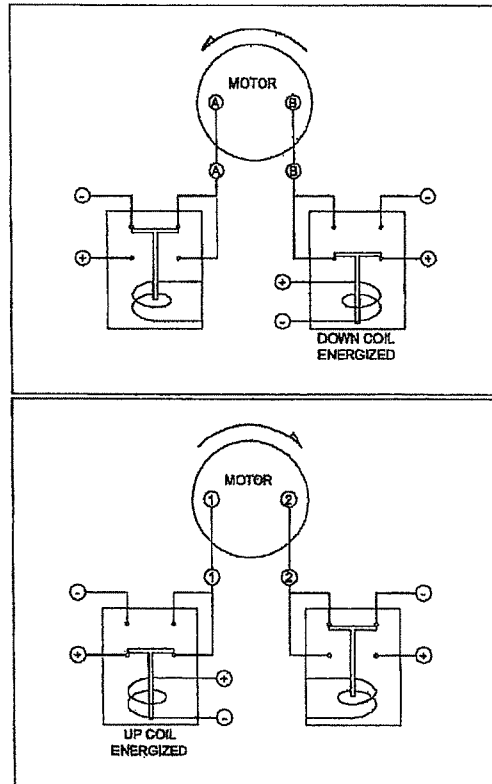 MOTOR
A B
A B
- -
+ +
+
-
DOWN COIL
ENERGIZED
MOTOR
1 2
1 2
- -
+ +
+
-
UP COIL
ENERGIZED